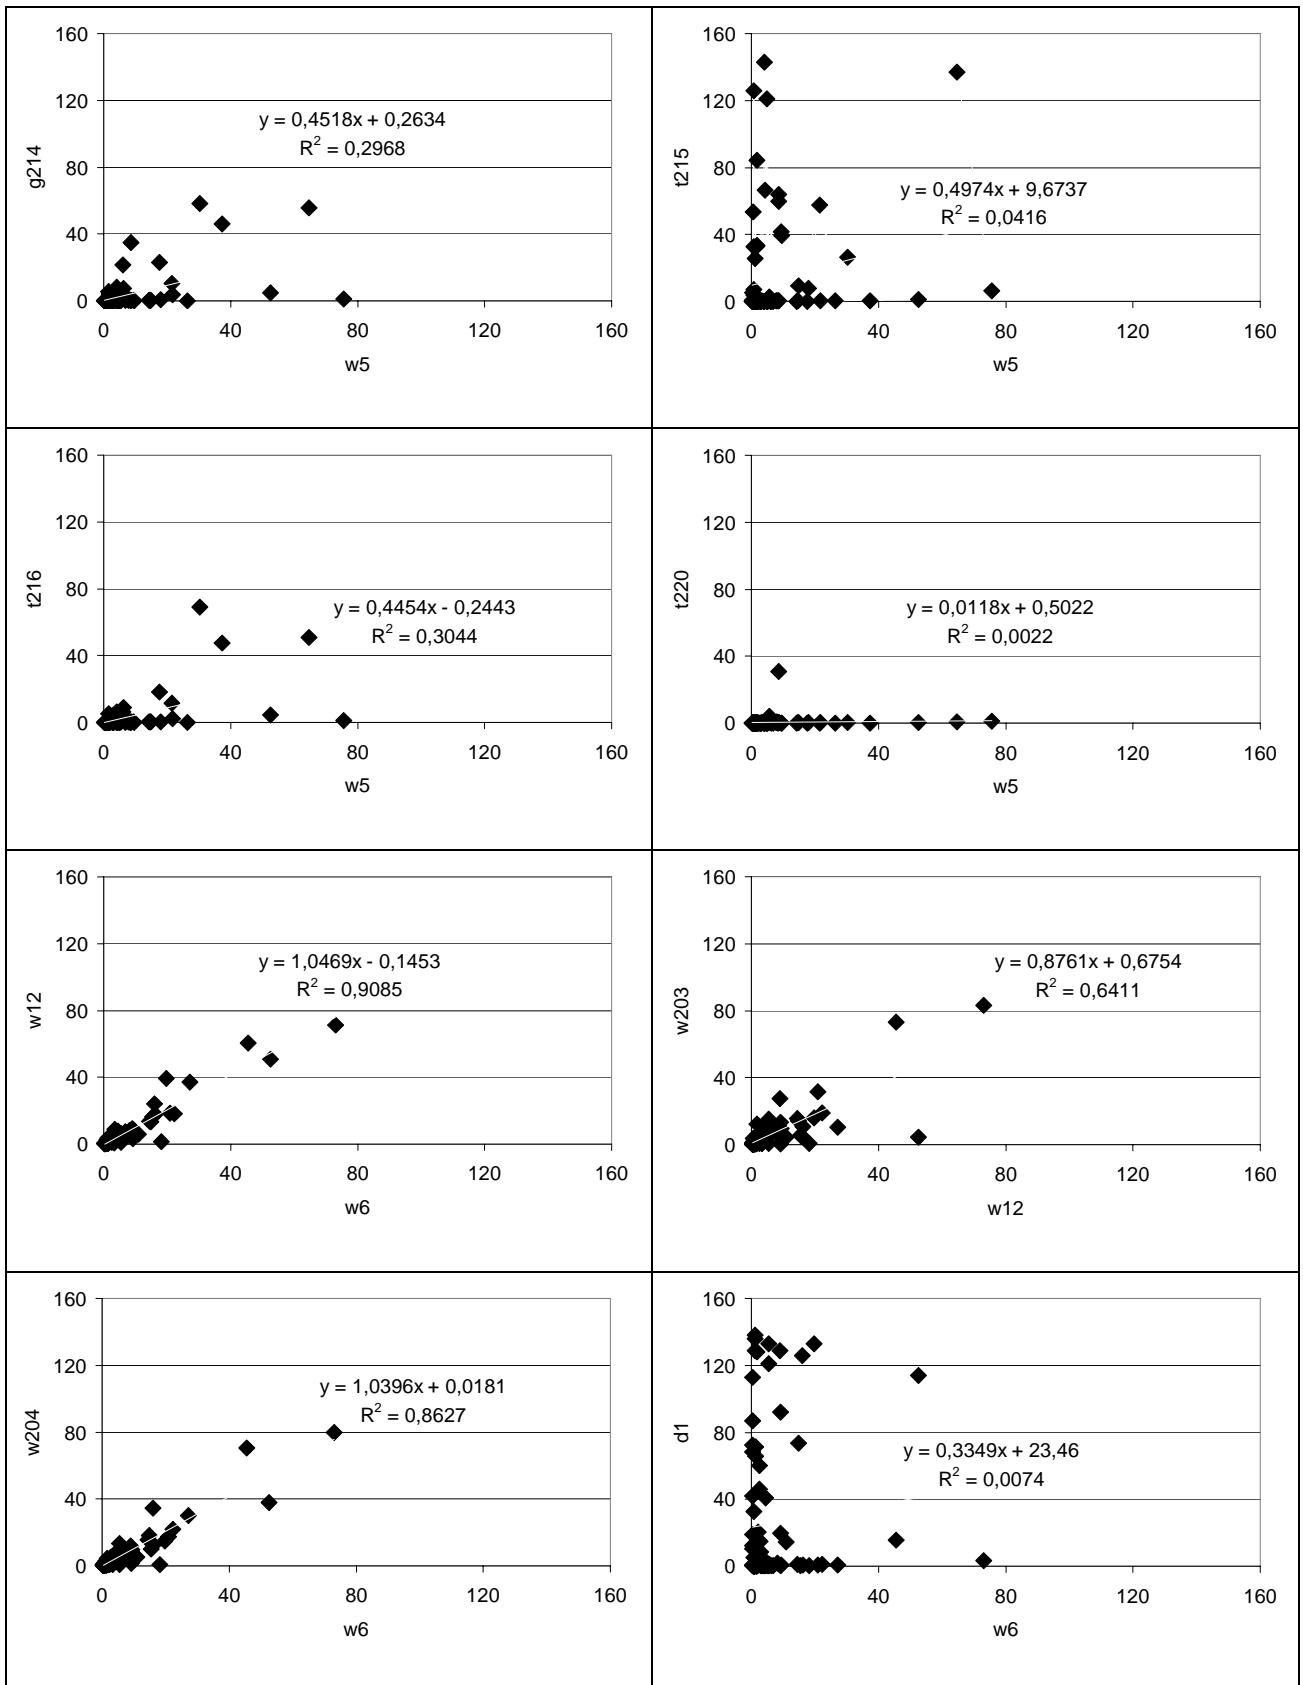 160
120
80
40
0
g214
y = 0,4518x + 0,2634
R² = 0,2968
0 40 80 120 160
w5
160
120
80
40
0
t215
y = 0,4974x + 9,6737
R² = 0,0416
0 40 80 120 160
w5
160
120
80
40
0
t216
y = 0,4454x - 0,2443
R² = 0,3044
0 40 80 120 160
w5
160
120
80
40
0
t220
y = 0,0118x + 0,5022
R² = 0,0022
0 40 80 120 160
w5
160
120
80
40
0
w12
y = 1,0469x - 0,1453
R² = 0,9085
0 40 80 120 160
w6
160
120
80
40
0
w203
y = 0,8761x + 0,6754
R² = 0,6411
0 40 80 120 160
w12
160
120
80
40
0
w204
y = 1,0396x + 0,0181
R² = 0,8627
0 40 80 120 160
w6
160
120
80
40
0
d1
y = 0,3349x + 23,46
R² = 0,0074
0 40 80 120 160
w6